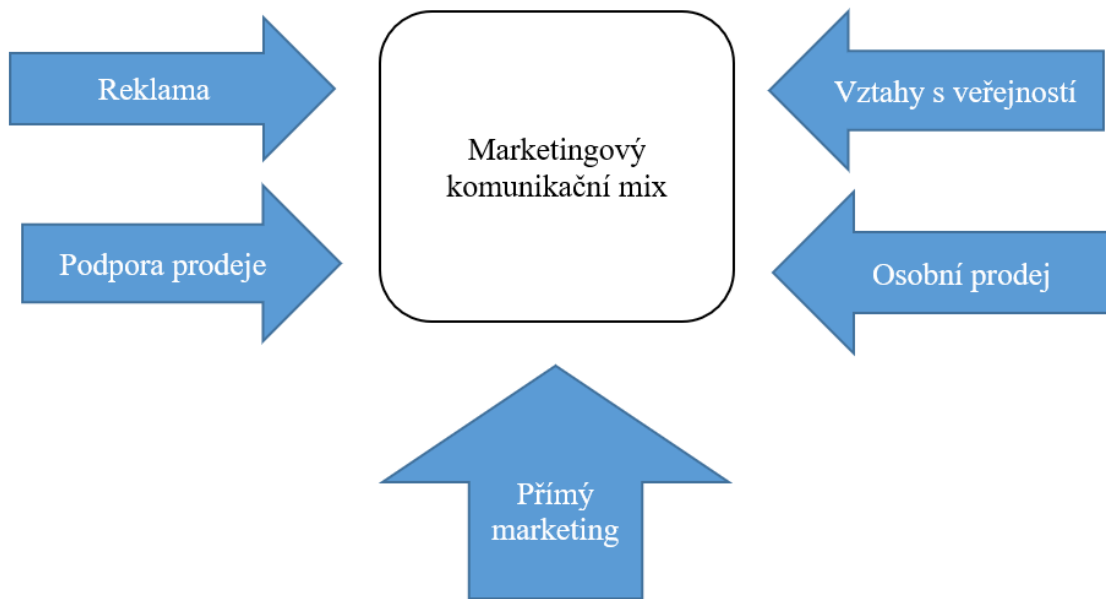 Reklama
Vztahy s veřejností
Marketingový
komunikační mix
Podpora prodeje
Osobní prodej
Přímý
marketing